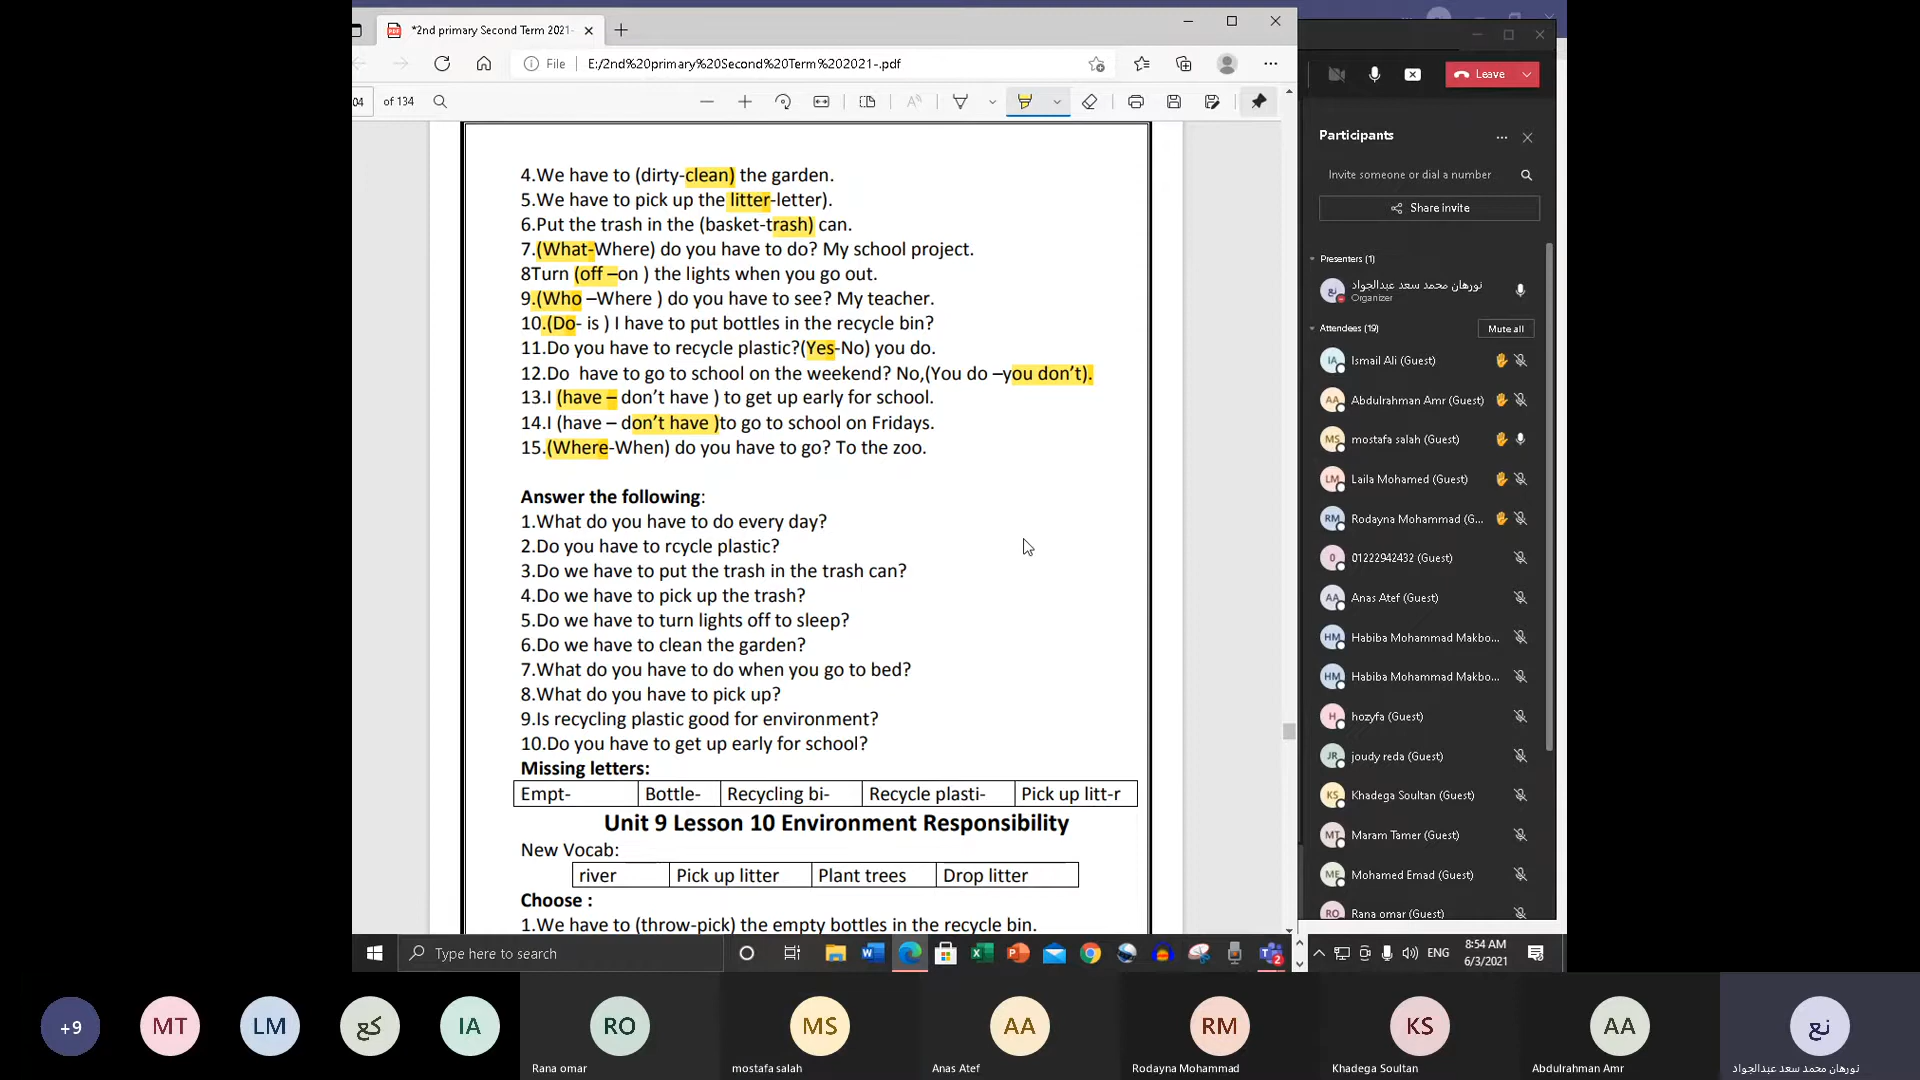 *2nd primary Second Term 2021-
File E:/2nd%20primary%20Second%20Term%202021-.pdf
04 of 134
4.We have to (dirty-clean) the garden.
5.We have to pick up the litter-letter).
6.Put the trash in the (basket-trash) can.
7.(What-Where) do you have to do? My school project.
8Turn (off –on ) the lights when you go out.
9.(Who –Where ) do you have to see? My teacher.
10.(Do- is ) I have to put bottles in the recycle bin?
11.Do you have to recycle plastic?(Yes-No) you do.
12.Do have to go to school on the weekend? No,(You do –you don't).
13.I (have – don't have ) to get up early for school.
14.I (have – don't have )to go to school on Fridays.
15.(Where-When) do you have to go? To the zoo.
Answer the following:
1.What do you have to do every day?
2.Do you have to rcycle plastic?
3.Do we have to put the trash in the trash can?
4.Do we have to pick up the trash?
5.Do we have to turn lights off to sleep?
6.Do we have to clean the garden?
7.What do you have to do when you go to bed?
8.What do you have to pick up?
9.Is recycling plastic good for environment?
10.Do you have to get up early for school?
Missing letters:
Empt- Bottle- Recycling bi- Recycle plasti- Pick up litt-r
Unit 9 Lesson 10 Environment Responsibility
New Vocab:
river Pick up litter Plant trees Drop litter
Choose :
1.We have to (throw-pick) the empty bottles in the recycle bin.
Leave
Participants
Invite someone or dial a number
Share invite
Presenters (1)
نع نورهان محمد سعد عبدالجواد
Organizer
Attendees (19) Mute all
IA Ismail Ali (Guest)
AA Abdulrahman Amr (Guest)
MS mostafa salah (Guest)
LM Laila Mohamed (Guest)
RM Rodayna Mohammad (G...
0 01222942432 (Guest)
AA Anas Atef (Guest)
HM Habiba Mohammad Makbo...
HM Habiba Mohammad Makbo...
H hozyfa (Guest)
JR joudy reda (Guest)
KS Khadega Soultan (Guest)
MT Maram Tamer (Guest)
ME Mohamed Emad (Guest)
RO Rana omar (Guest)
Type here to search
ENG
8:54 AM
6/3/2021
+9 MT LM كع IA RO MS AA RM KS AA نع
Rana omar mostafa salah Anas Atef Rodayna Mohammad Khadega Soultan Abdulrahman Amr نورهان محمد سعد عبدالجواد